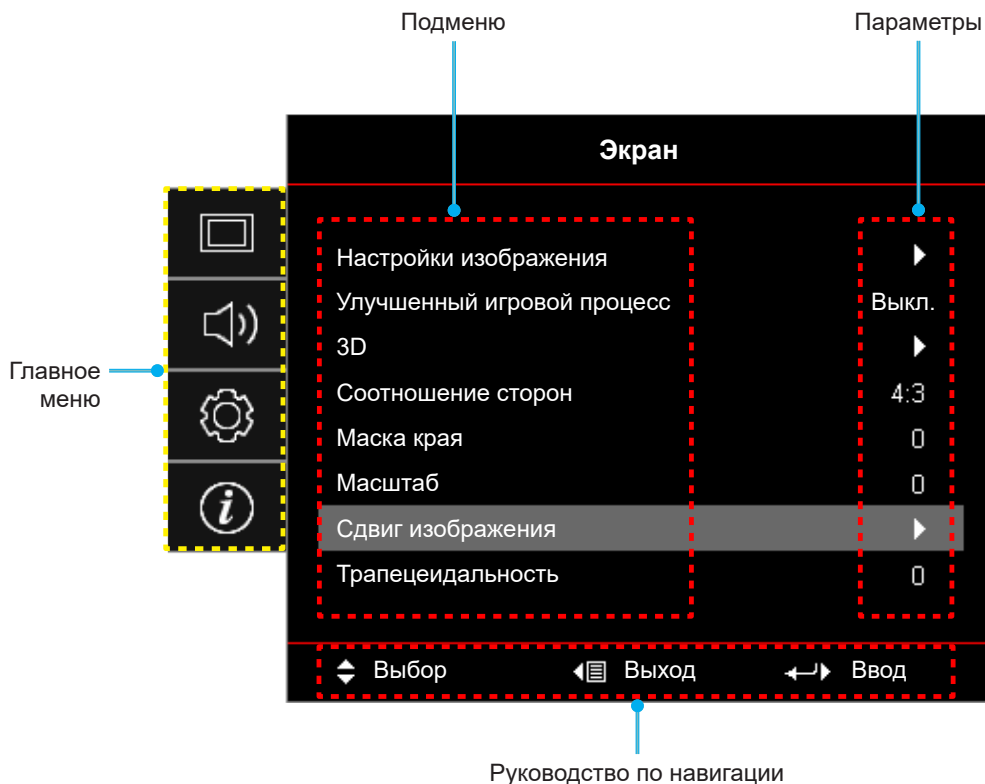 Подменю
Параметры
Экран
Главное
меню
Настройки изображения
Улучшенный игровой процесс Выкл.
3D
Соотношение сторон 4:3
Маска края 0
Масштаб 0
Сдвиг изображения
Трапецеидальность 0
Выбор Выход Ввод
Руководство по навигации